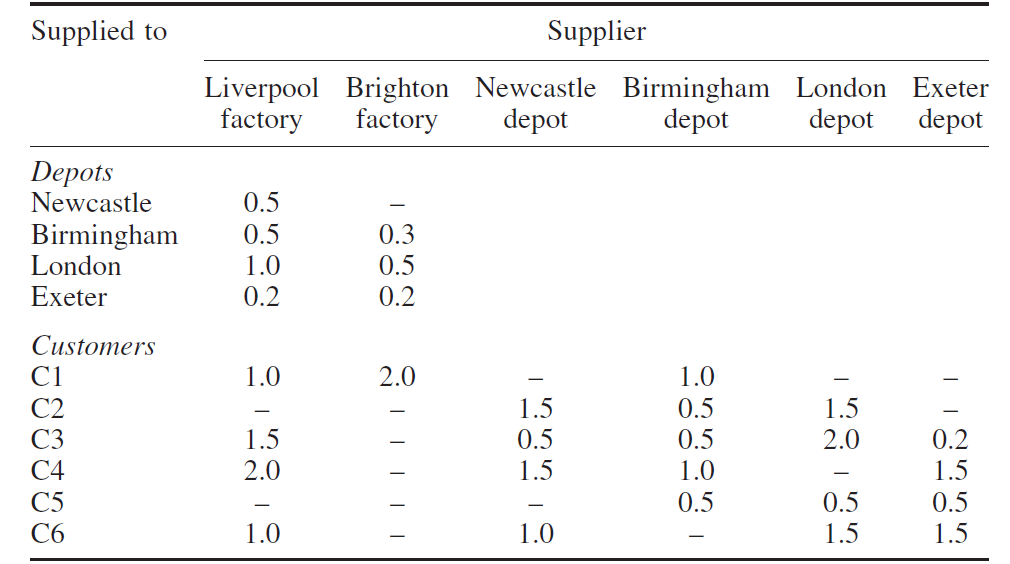 Supplied to Supplier
Liverpool Brighton Newcastle Birmingham London Exeter
factory factory depot depot depot depot
Depots
Newcastle 0.5 –
Birmingham 0.5 0.3
London 1.0 0.5
Exeter 0.2 0.2
Customers
C1 1.0 2.0 – 1.0 – –
C2 – – 1.5 0.5 1.5 –
C3 1.5 – 0.5 0.5 2.0 0.2
C4 2.0 – 1.5 1.0 – 1.5
C5 – – – 0.5 0.5 0.5
C6 1.0 – 1.0 – 1.5 1.5